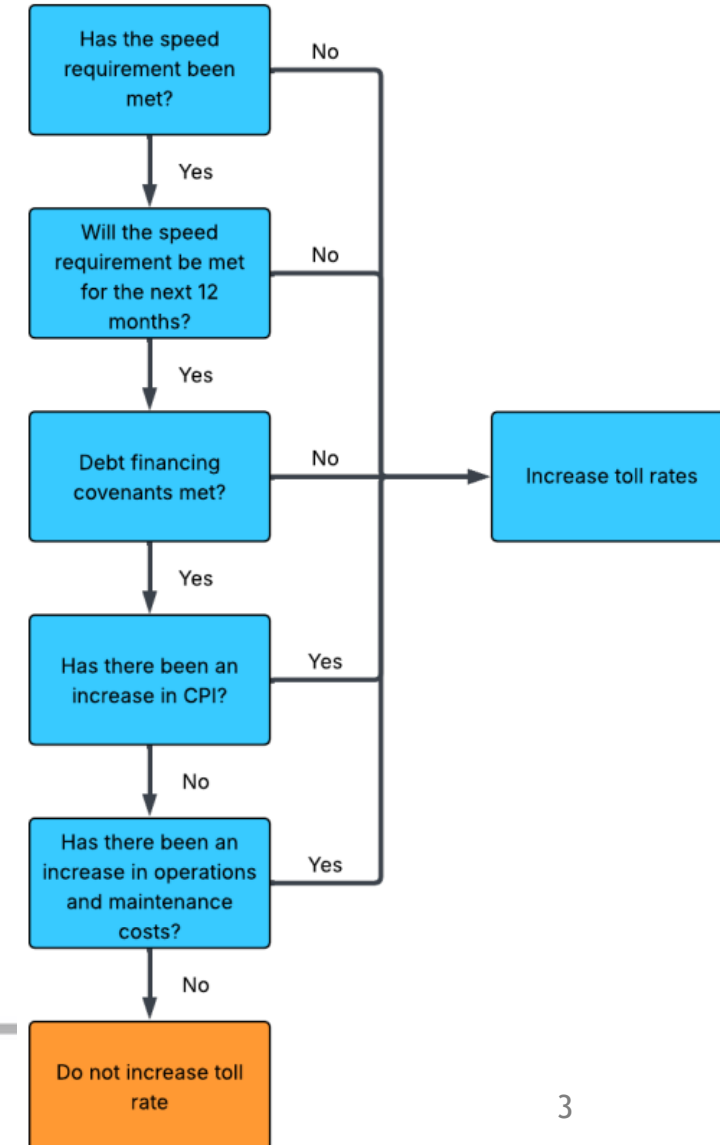 Has the speed
requirement been
met?
No
Yes
Will the speed
requirement be met
for the next 12
months?
No
Yes
Debt financing
covenants met?
No
Increase toll rates
Yes
Has there been an
increase in CPI?
Yes
No
Has there been an
increase in operations
and maintenance
costs?
Yes
No
Do not increase toll
rate
3